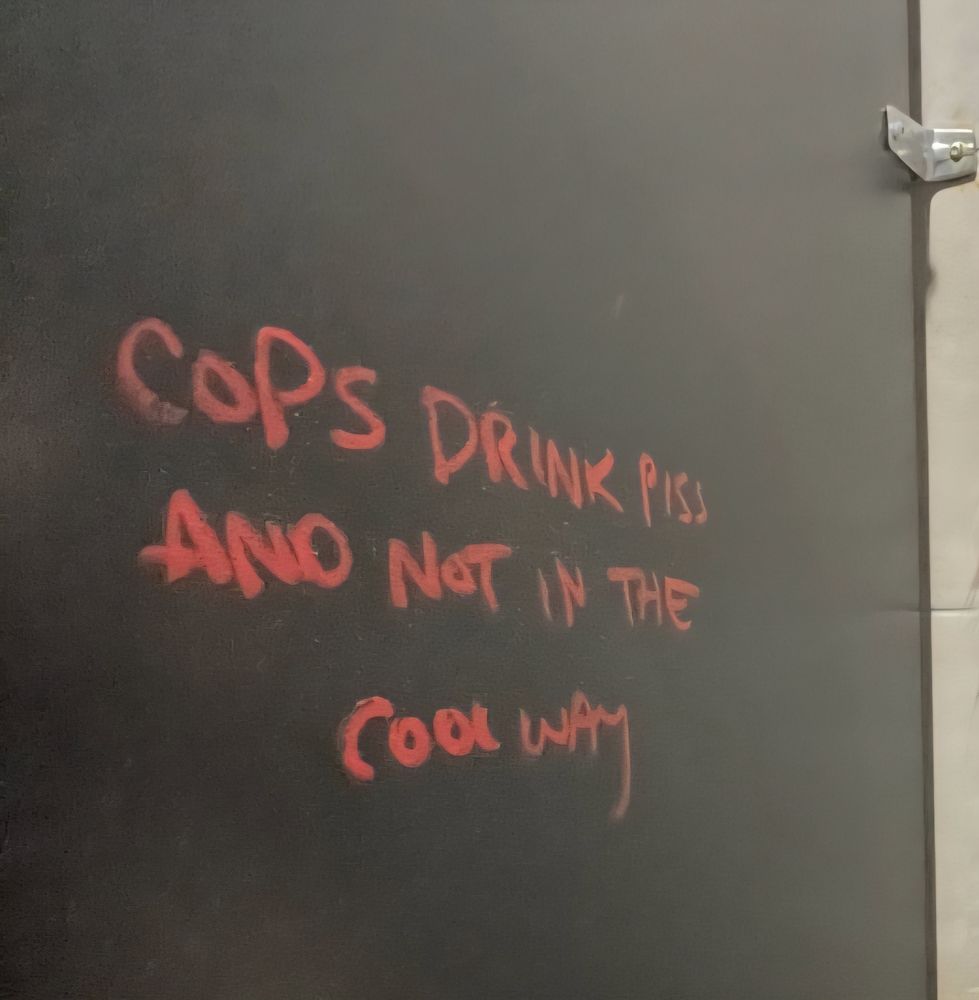 COPS DRINK PISS
AND NOT IN THE
COOL WAY